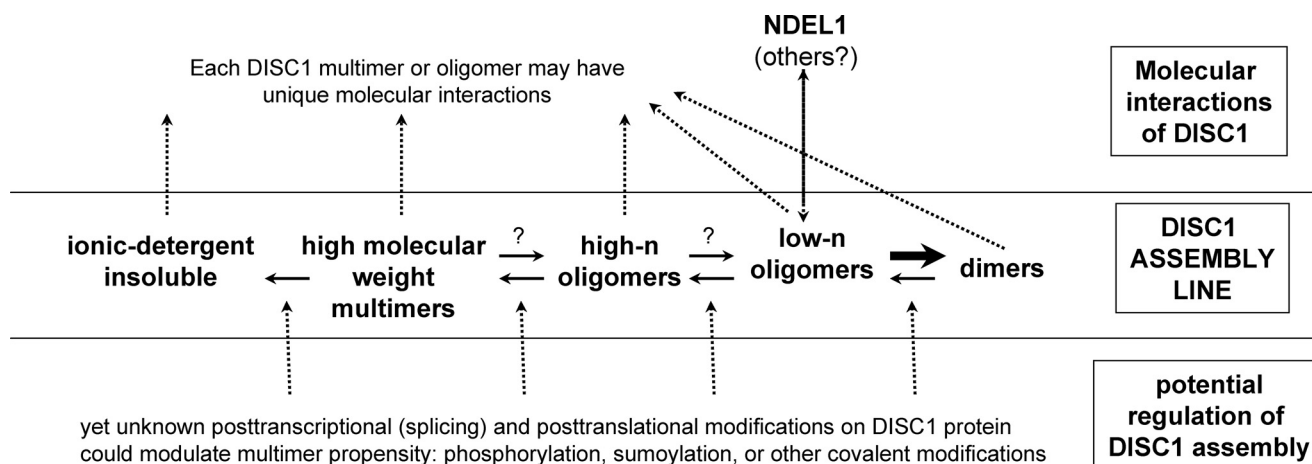 NDEL1
(others?)
Each DISC1 multimer or oligomer may have
unique molecular interactions
Molecular
interactions
of DISC1
ionic-detergent
insoluble
high molecular
weight
multimers
?
high-n
oligomers
?
low-n
oligomers
dimers
DISC1
ASSEMBLY
LINE
yet unknown posttranscriptional (splicing) and posttranslational modifications on DISC1 protein
could modulate multimer propensity: phosphorylation, sumoylation, or other covalent modifications
potential
regulation of
DISC1 assembly